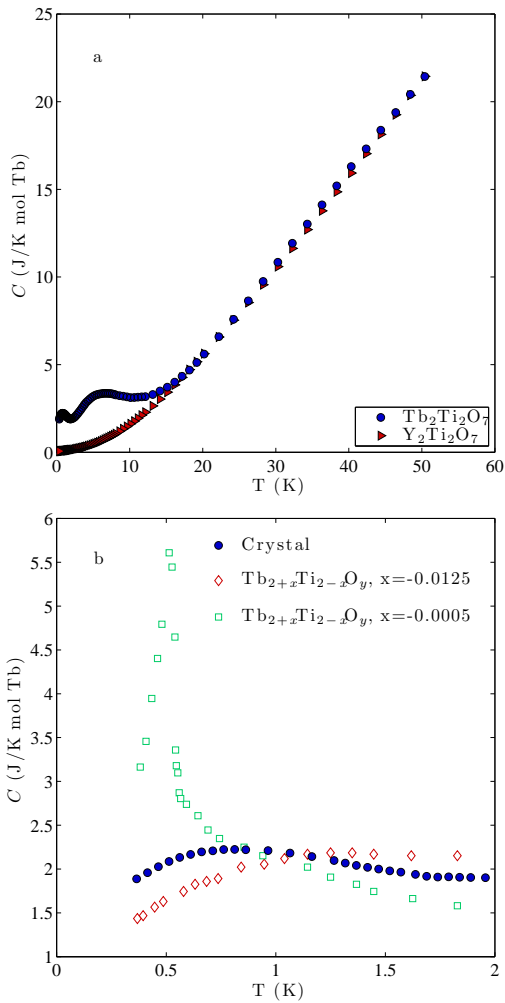 a
25
20
15
10
5
0
C (J/K mol Tb)
Tb₂Ti₂O₇
Y₂Ti₂O₇
0 10 20 30 40 50 60
T (K)
b
6
5.5
5
4.5
4
3.5
3
2.5
2
1.5
1
C (J/K mol Tb)
Crystal
Tb₂₊ₓTi₂₋ₓO_y, x=-0.0125
Tb₂₊ₓTi₂₋ₓO_y, x=-0.0005
0 0.5 1 1.5 2
T (K)